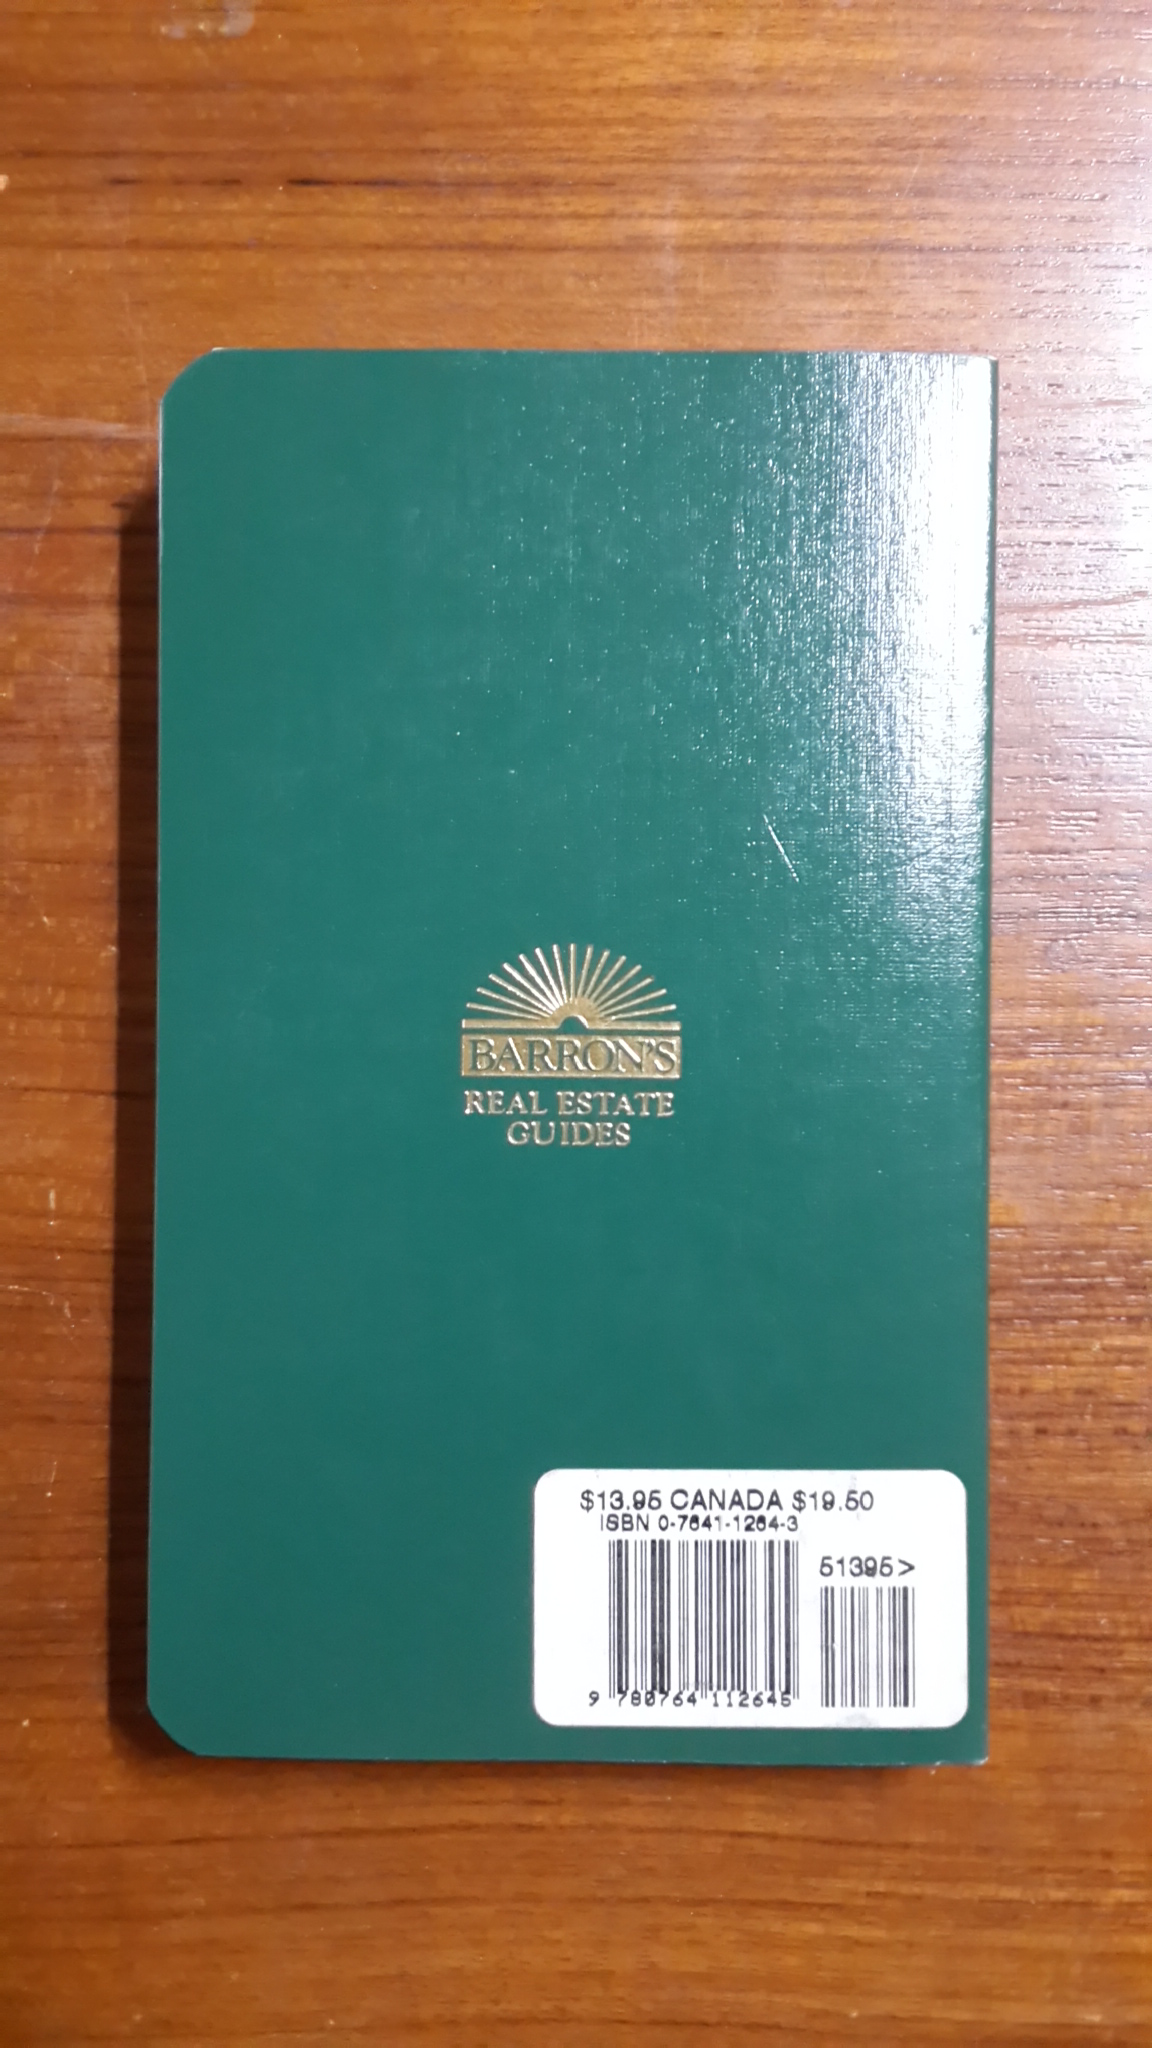 BARRON'S
REAL ESTATE
GUIDES
$13.95 CANADA $19.50
ISBN 0-7641-1264-3
51395>
9 780764 112645